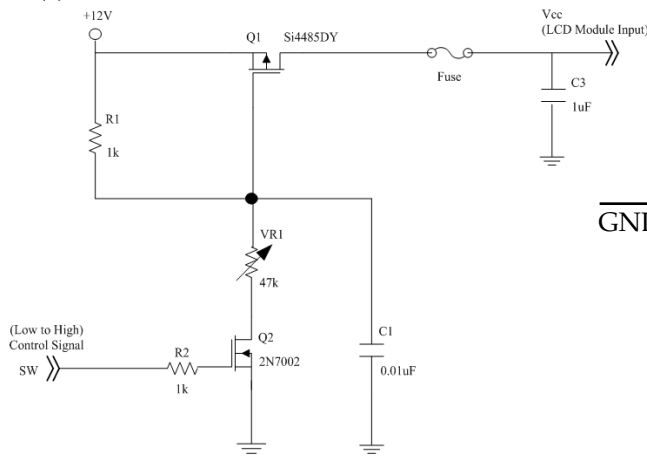 +12V
Q1
Si4485DY
Vcc
(LCD Module Input)
Fuse
C3
1uF
R1
1k
VR1
47k
(Low to High)
Control Signal
SW
R2
1k
Q2
2N7002
C1
0.01uF